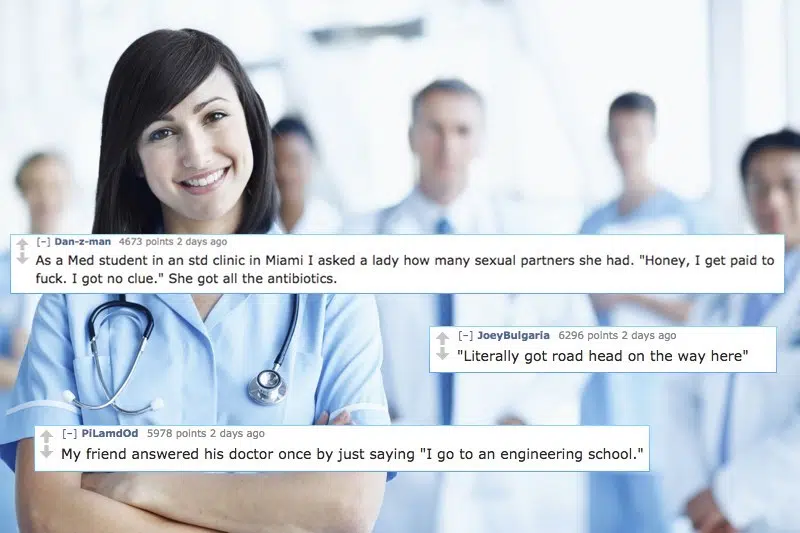 [-] Dan-z-man 4673 points 2 days ago
As a Med student in an std clinic in Miami I asked a lady how many sexual partners she had. "Honey, I get paid to
fuck. I got no clue." She got all the antibiotics.
[-] JoeyBulgaria 6296 points 2 days ago
"Literally got road head on the way here"
[-] PiLamdOd 5978 points 2 days ago
My friend answered his doctor once by just saying "I go to an engineering school."